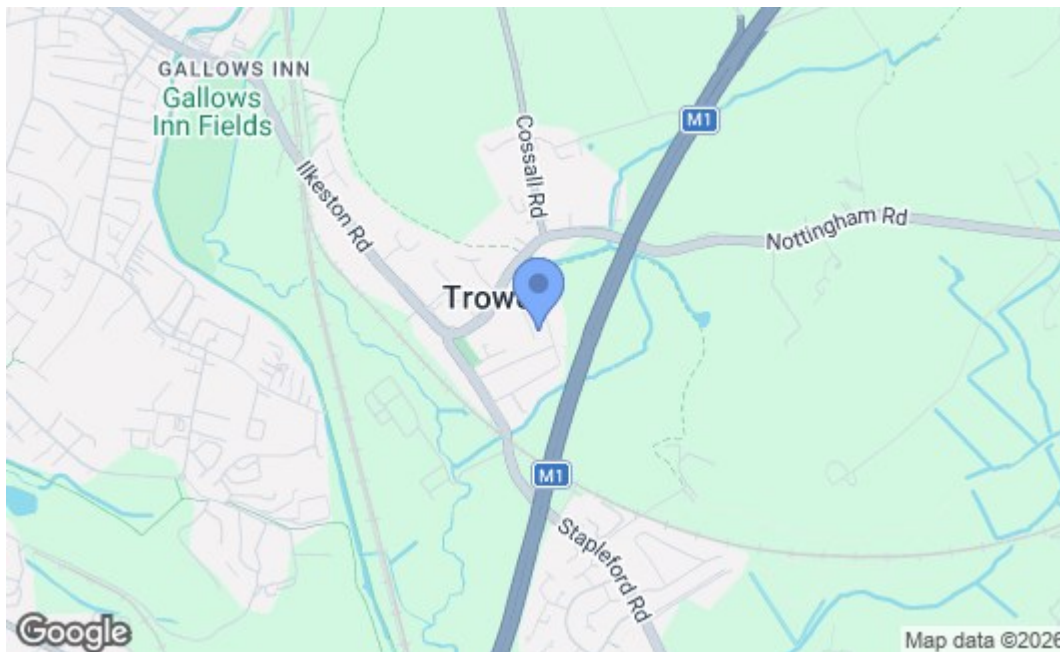 GALLOWS INN
Gallows
Inn Fields
Ilkeston Rd
Cossall Rd
M1
Nottingham Rd
Trow
M1
Stapleford Rd
Google
Map data ©2026